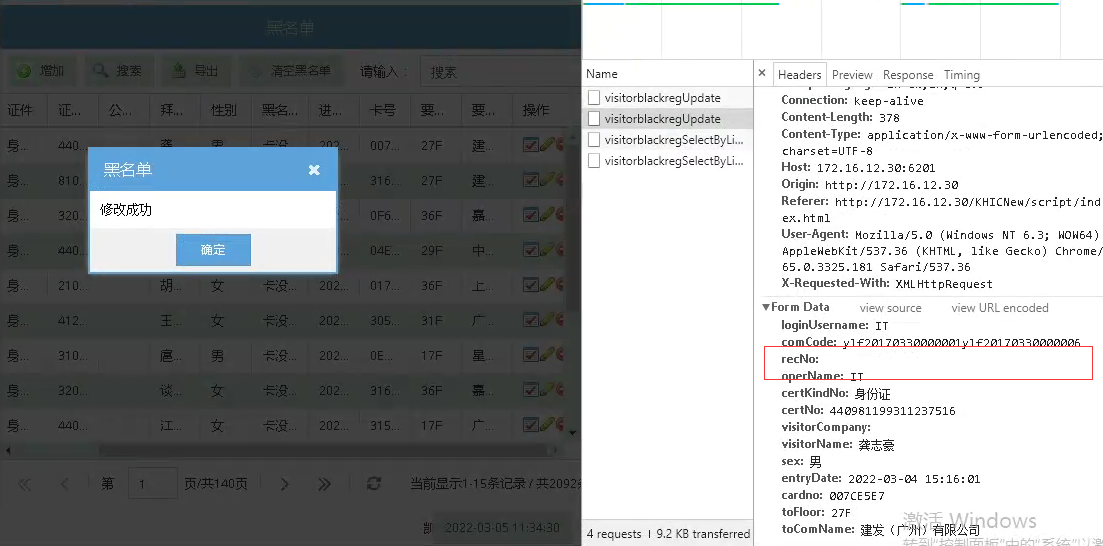 黑名单
增加 搜索 导出 清空黑名单 请输入： 搜素
证件 证... 公... 拜... 性别 黑名... 进... 卡号 要... 要... 操作
身... 440... 龚... 男 卡没... 202... 007... 27F 建...
身... 810... 316... 27F 建...
身... 320... 0F6... 36F 嘉...
身... 440... 04E... 29F 中...
身... 210... 胡... 女 卡没... 202... 017... 36F 上...
身... 412... 王... 女 卡没... 202... 305... 31F 广...
身... 310... 扈... 男 卡没... 202... 0E... 17F 星...
身... 320... 谈... 女 卡没... 202... 316... 36F 嘉...
身... 440... 江... 女 卡没... 202... 315... 17F 广...
黑名单
修改成功
确定
第 1 页/共140页 当前显示1-15条记录 / 共2092
2022-03-05 11:34:30
Name
visitorblackregUpdate
visitorblackregUpdate
visitorblackregSelectByLi...
visitorblackregSelectByLi...
4 requests | 9.2 KB transferred
Headers Preview Response Timing
Connection: keep-alive
Content-Length: 378
Content-Type: application/x-www-form-urlencoded;
charset=UTF-8
Host: 172.16.12.30:6201
Origin: http://172.16.12.30
Referer: http://172.16.12.30/KHICNew/script/ind
ex.html
User-Agent: Mozilla/5.0 (Windows NT 6.3; WOW64)
AppleWebKit/537.36 (KHTML, like Gecko) Chrome/
65.0.3325.181 Safari/537.36
X-Requested-With: XMLHttpRequest
Form Data view source view URL encoded
loginUsername: IT
comCode: ylf20170330000001ylf20170330000006
recNo:
operName: IT
certKindNo: 身份证
certNo: 440981199311237516
visitorCompany:
visitorName: 龚志豪
sex: 男
entryDate: 2022-03-04 15:16:01
cardno: 007CE5E7
toFloor: 27F
toComName: 建发（广州）有限公司
激活 Windows